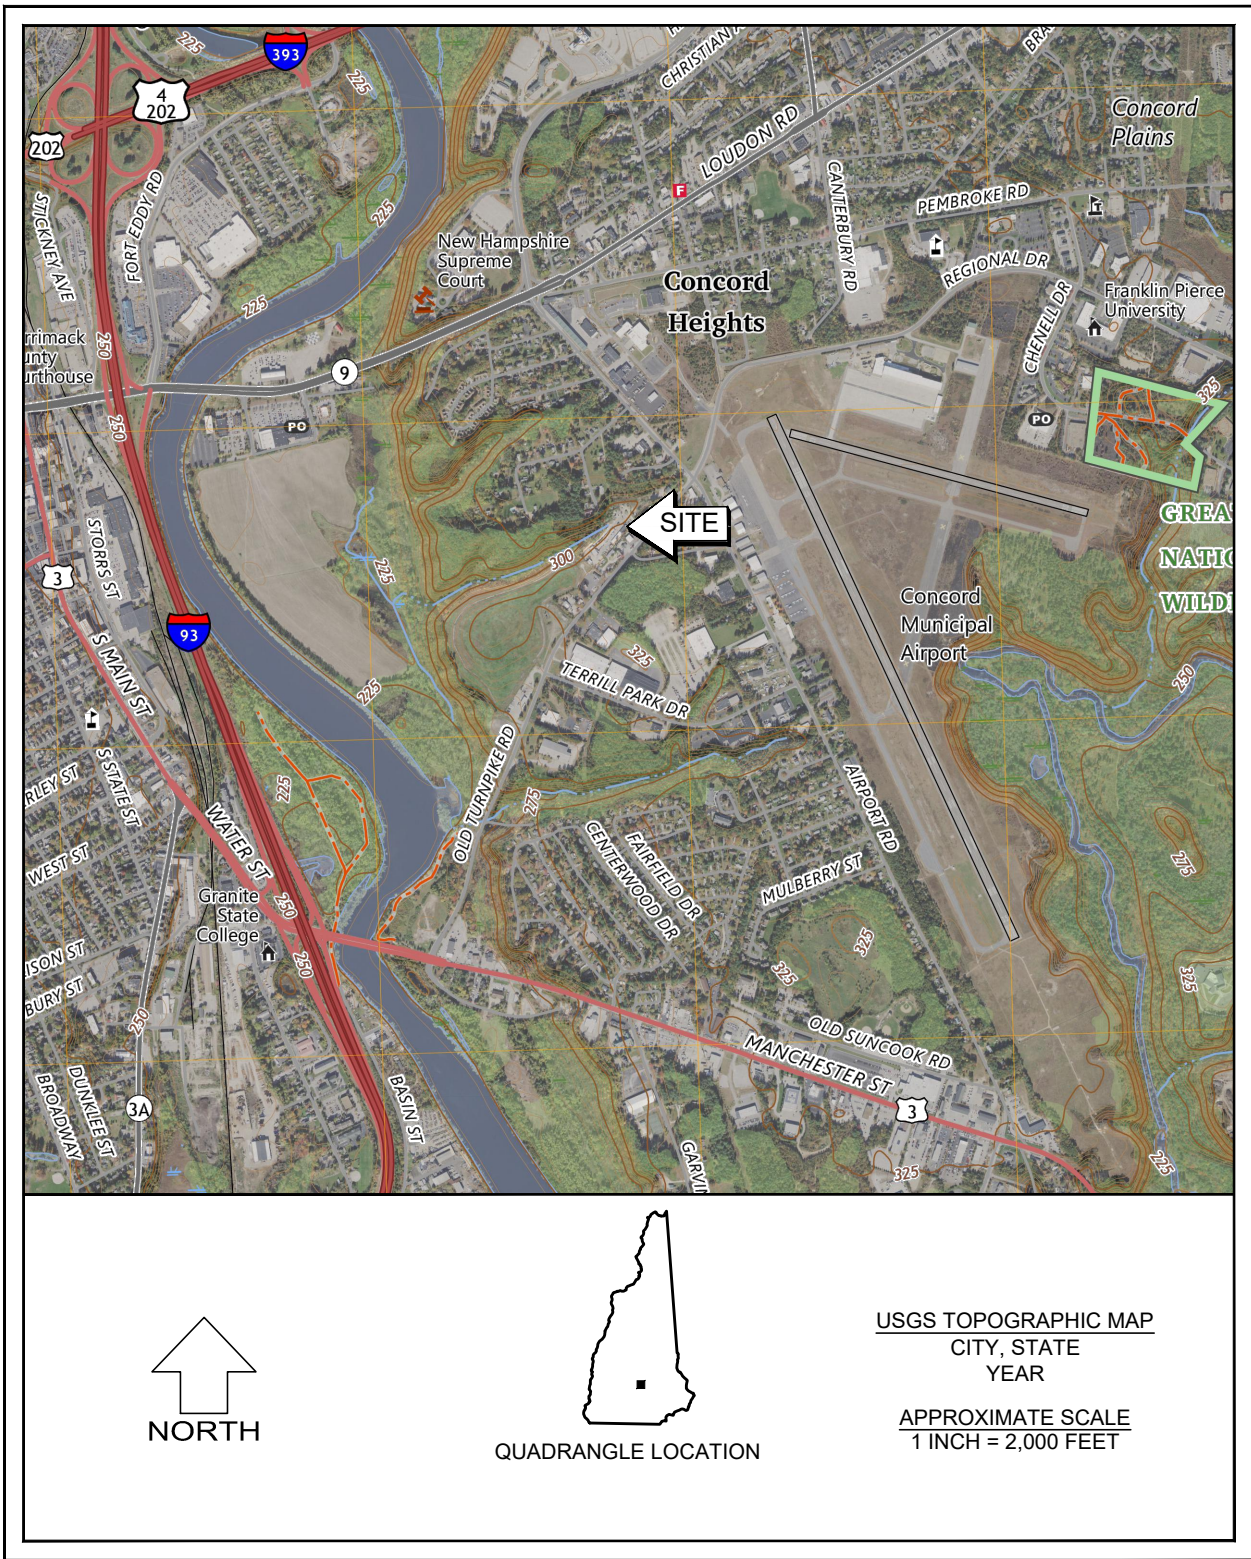 225
393
4
202
202
STICKNEY AVE
FORT EDDY RD
225
225
225
CHRISTIAN
LOUDON RD
F
Concord
Plains
CANTERBURY RD
PEMBROKE RD
New Hampshire
Supreme
Court
REGIONAL DR
CHENELL DR
Franklin Pierce
University
Concord
Heights
rrimack
unty
urthouse
250
250
9
PO
PO
325
SITE
300
GREA
NATIO
WILD
STORRS ST
3
93
225
S MAIN ST
225
Concord
Municipal
Airport
325
TERRILL PARK DR
250
S STATE ST
RLEY ST
WEST ST
225
WATER ST
OLD TURNPIKE RD
275
AIRPORT RD
FAIRFIELD DR
CENTERWOOD DR
MULBERRY ST
275
Granite
State
College
250
250
ISON ST
BURY ST
250
325
325
325
OLD SUNCOOK RD
MANCHESTER ST
3
DUNKLEE ST
BROADWAY
3A
BASIN ST
GARVIN
325
225
NORTH
QUADRANGLE LOCATION
USGS TOPOGRAPHIC MAP
CITY, STATE
YEAR
APPROXIMATE SCALE
1 INCH = 2,000 FEET